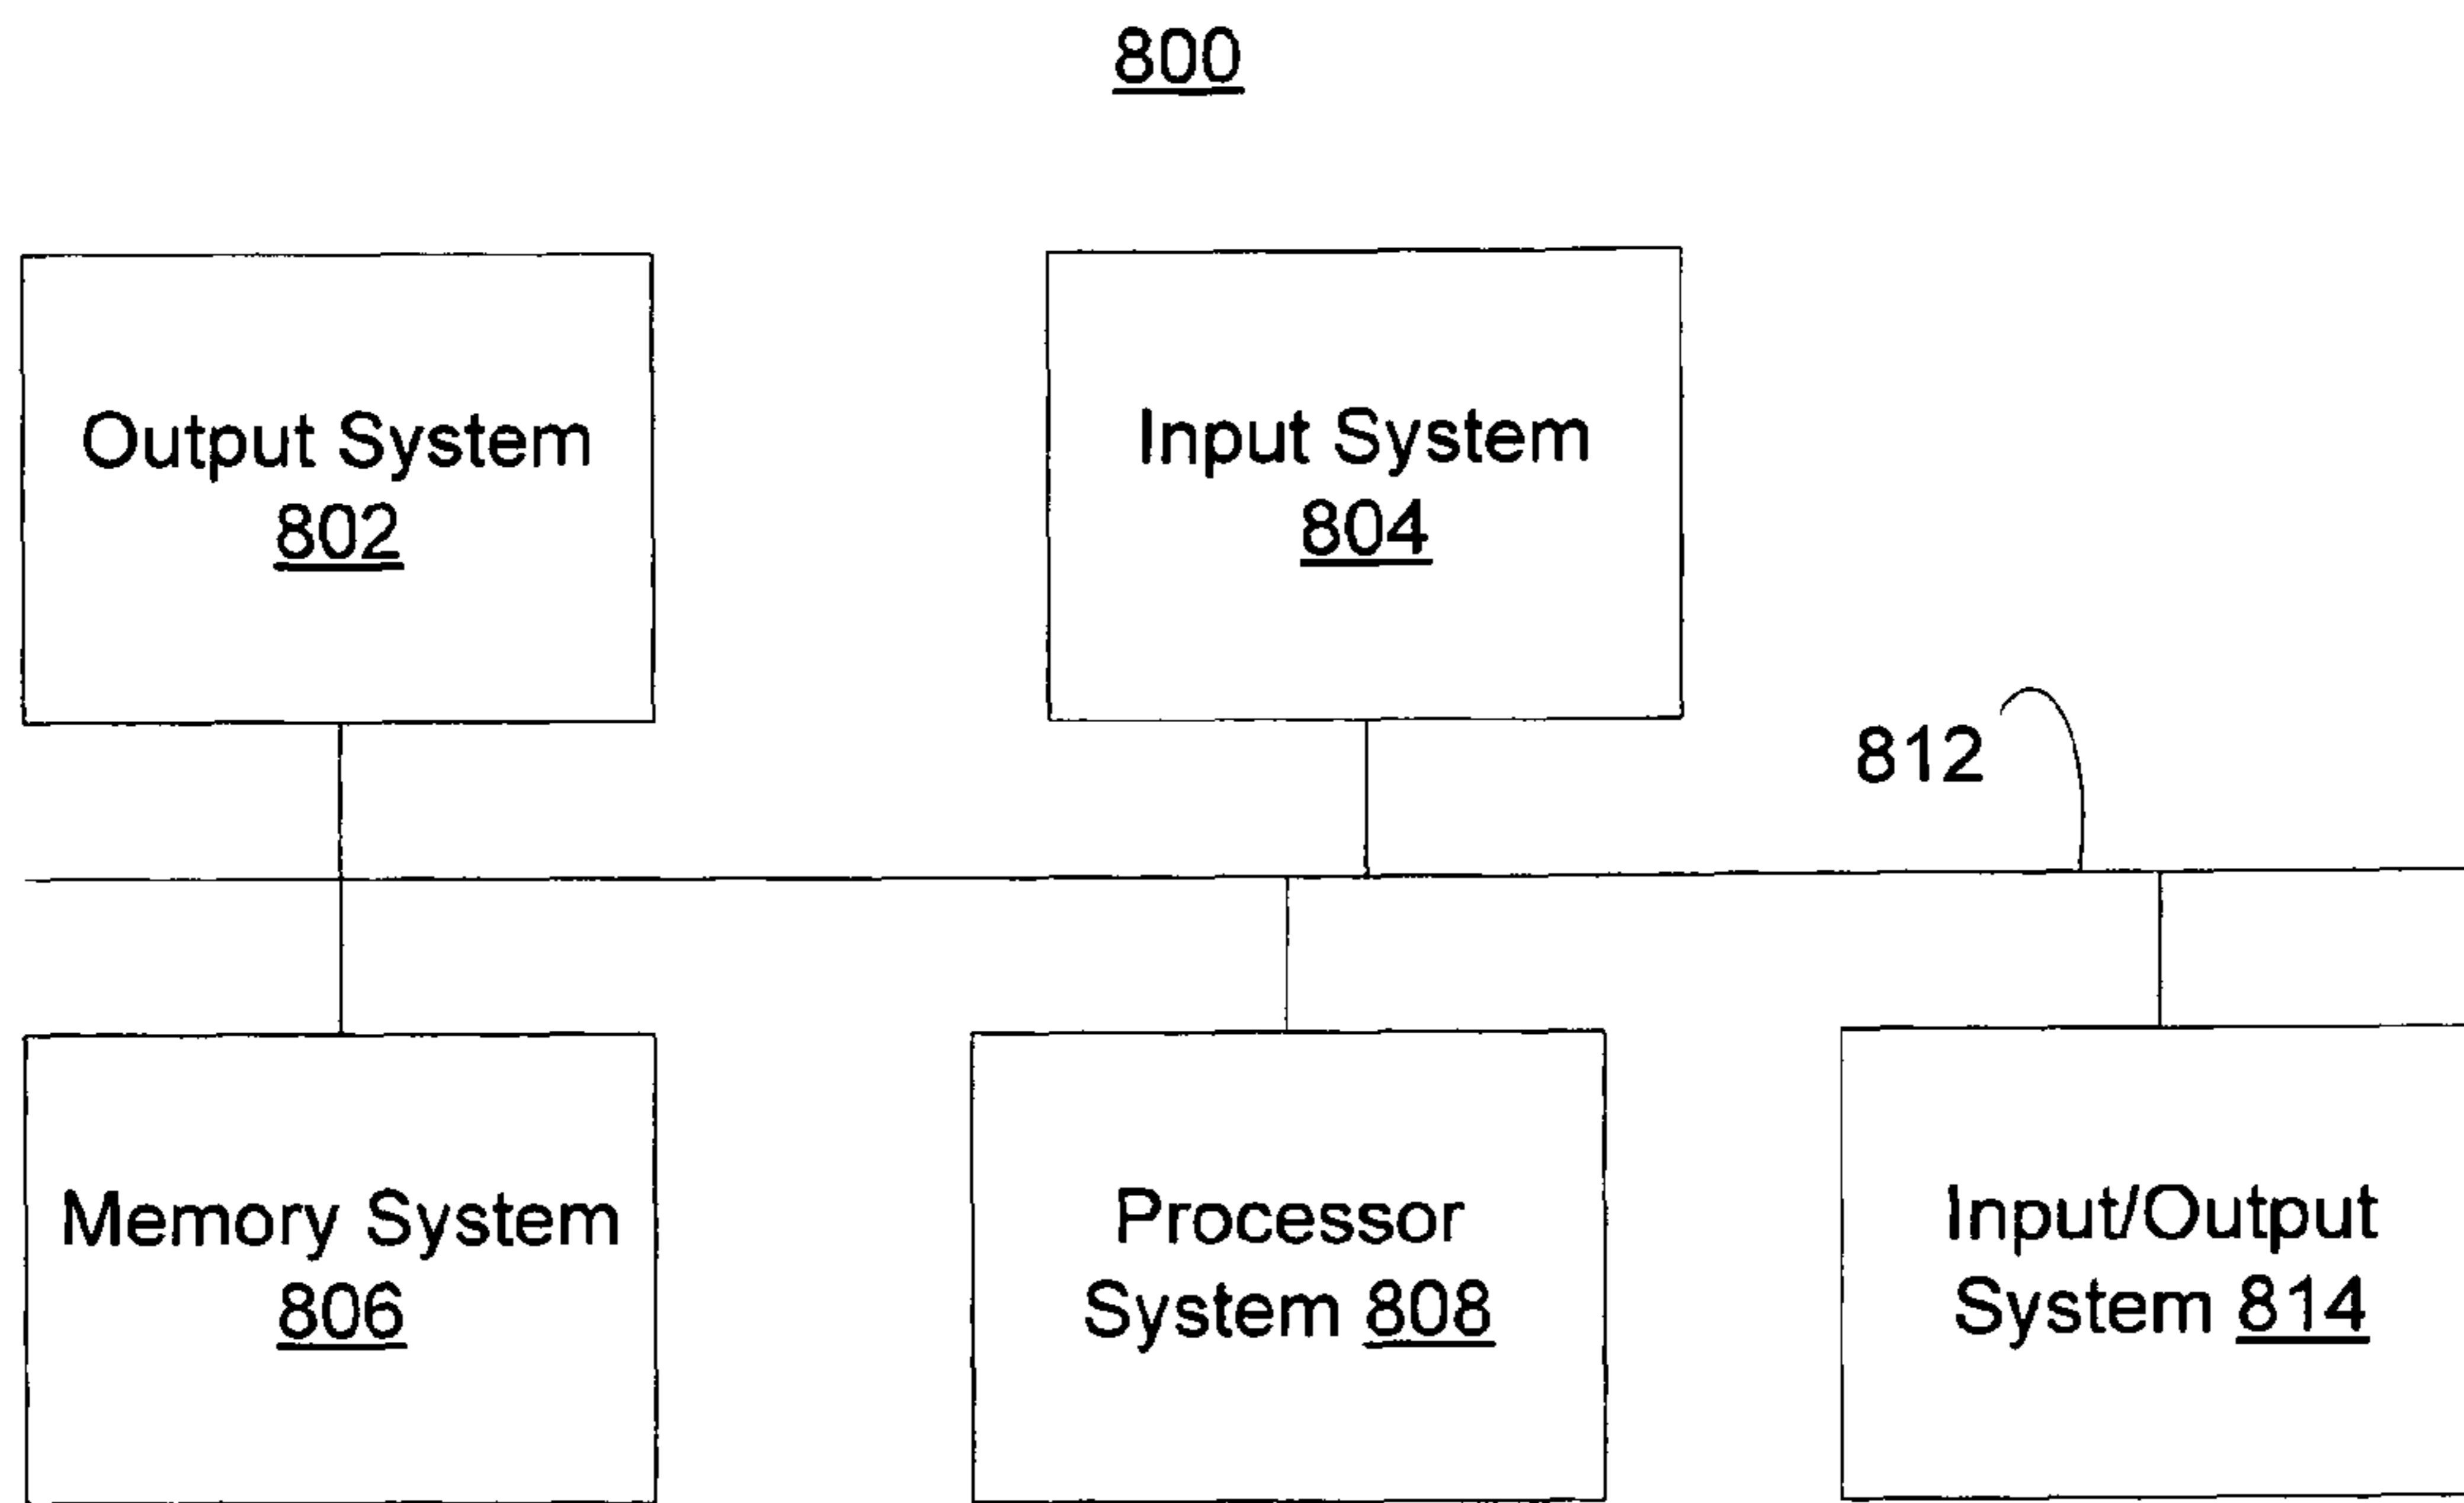 800
Output System
802
Input System
804
812
Memory System
806
Processor
System 808
Input/Output
System 814